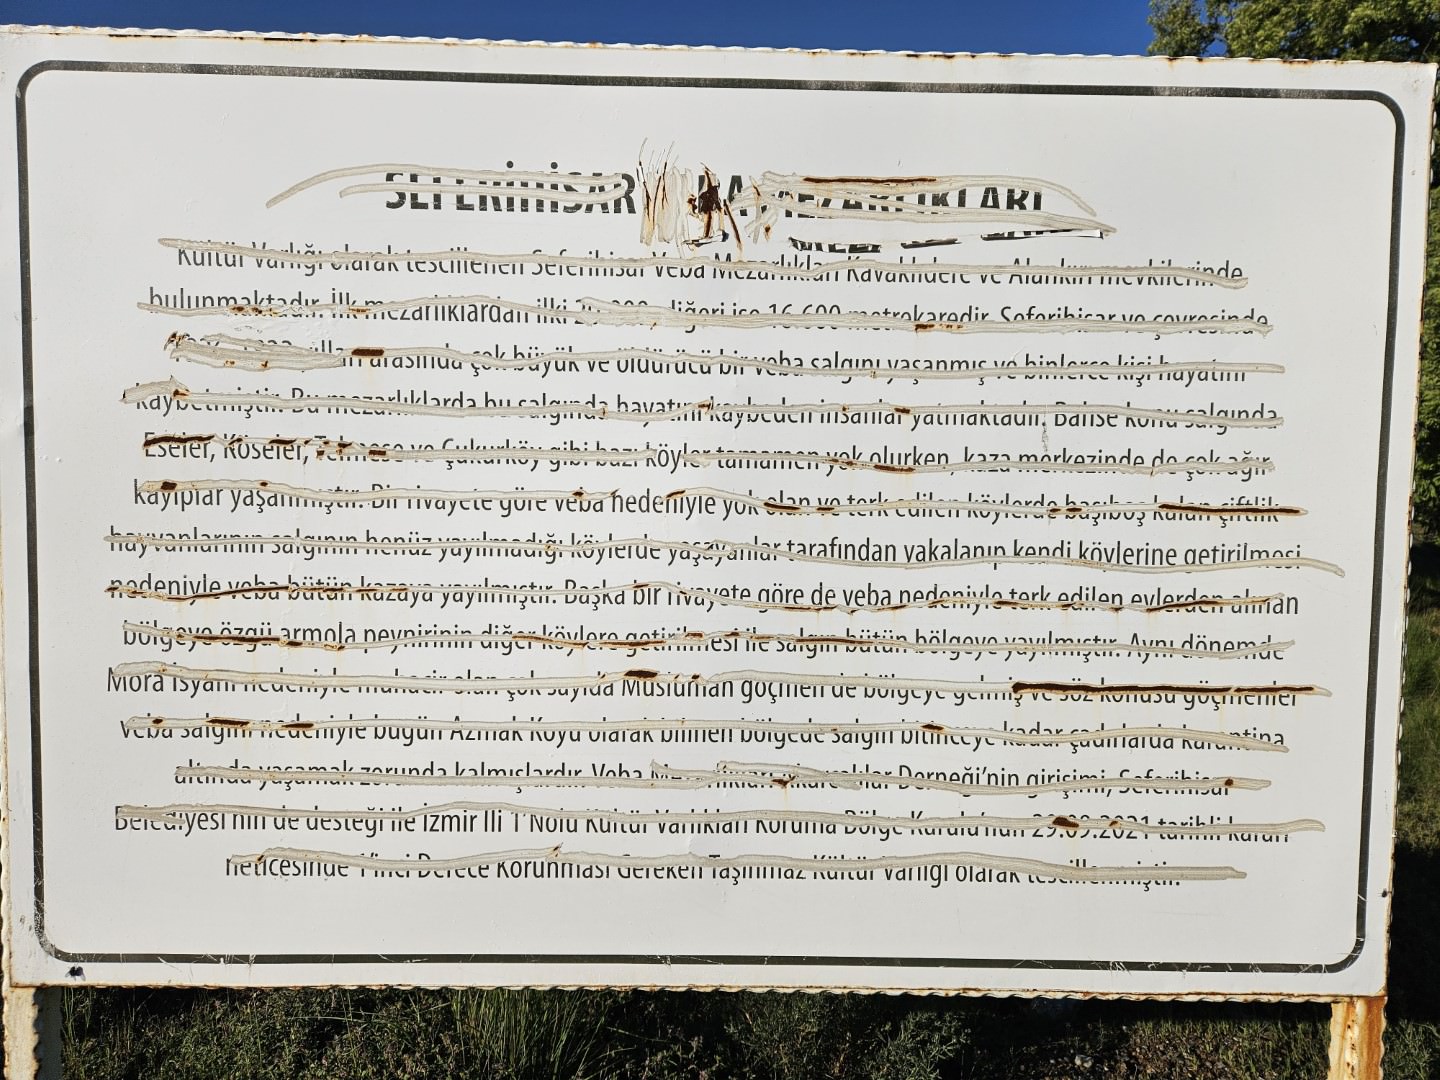 SEFERİHİSAR VEBA MEZARLIKLARI
Kültür Varlığı olarak tescillenen Seferihisar Veba Mezarlıkları Kavaklıdere ve Alankırı mevkilerinde
bulunmaktadır. İlk mezarlıklardan ilki diğeri ise 16.600 metrekaredir. Seferihisar ve çevresinde
yılları arasında çok büyük ve öldürücü bir veba salgını yaşanmış ve binlerce kişi hayatını
kaybetmiştir. Bu mezarlıklarda bu salgında hayatını kaybeden insanlar yatmaktadır. Bahse konu salgında
Eseler, Köseler, ve Çukurköy gibi bazı köyler tamamen yok olurken, kaza merkezinde de çok ağır
kayıplar yaşanmıştır. Bir rivayete göre veba nedeniyle yok olan ve terk edilen köylerde başıboş kalan çiftlik
hayvanlarının salgının henüz yayılmadığı köylerde yaşayanlar tarafından yakalanıp kendi köylerine getirilmesi
nedeniyle veba bütün kazaya yayılmıştır. Başka bir rivayete göre de veba nedeniyle terk edilen evlerden alınan
bölgeye özgü armola peynirinin diğer köylere getirilmesi ile salgın bütün bölgeye yayılmıştır. Aynı dönemde
Mora İsyanı nedeniyle muhacir olan çok sayıda Müslüman göçmen de bölgeye gelmiş ve söz konusu göçmenler
veba salgını nedeniyle bugün Azmak Koyu olarak bilinen bölgede salgın bitinceye kadar çadırlarda karantina
altında yaşamak zorunda kalmışlardır. Veba Derneği'nin girişimi, Seferihisar
Belediyesi'nin de desteği ile İzmir İli 1 Nolu Kültür Varlıkları Koruma Bölge Kurulu'nun 29.09.2021 tarihli kararı
neticesinde 1'inci Derece Korunması Gereken Taşınmaz Kültür Varlığı olarak tescillenmiştir.